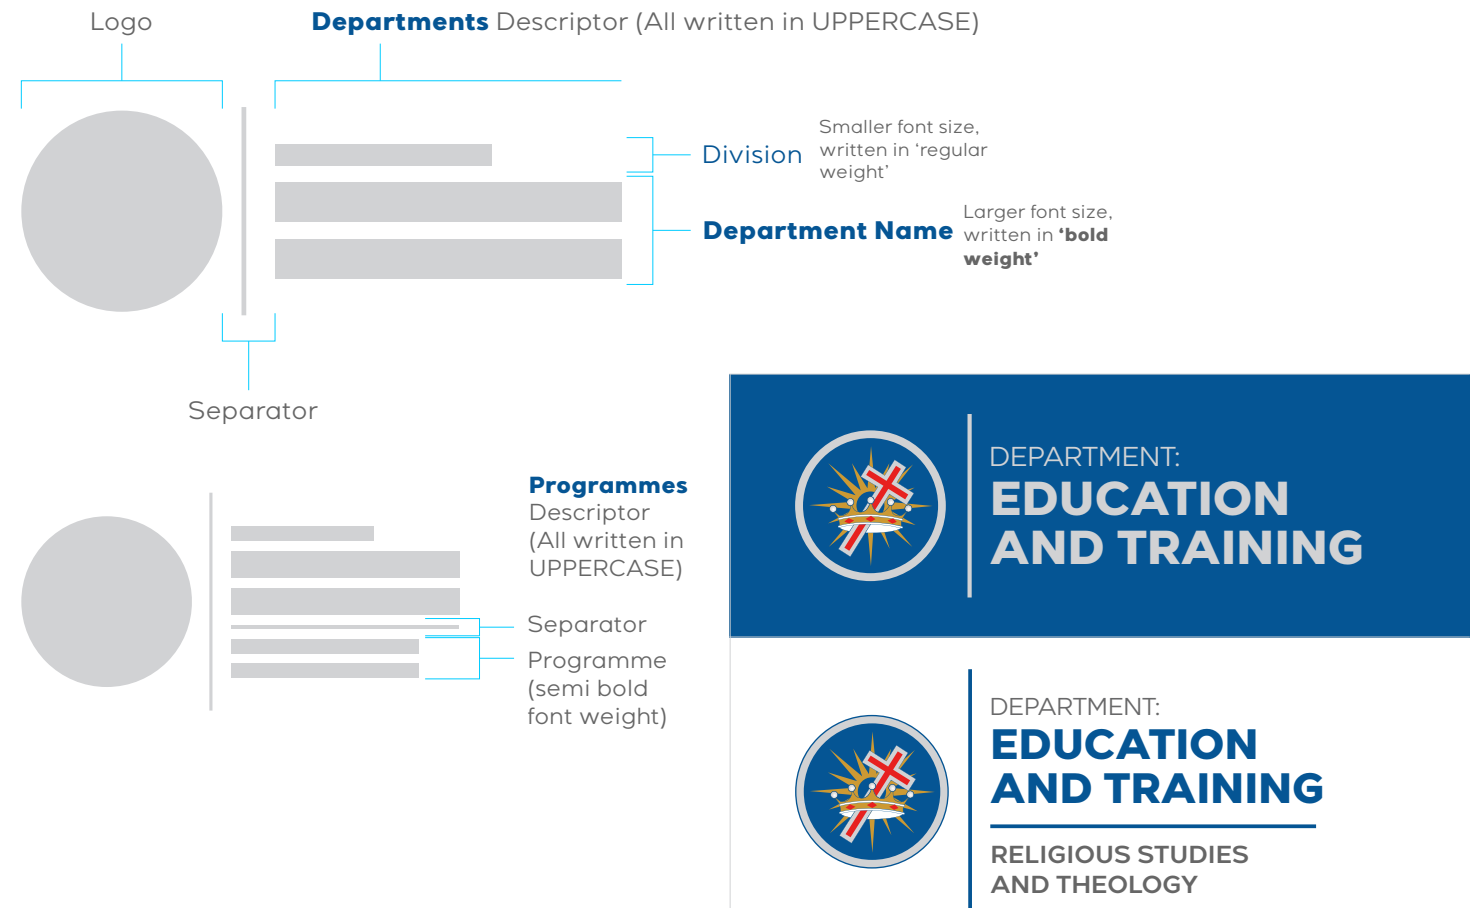 Logo
Departments Descriptor (All written in UPPERCASE)
Division
Smaller font size,
written in ‘regular
weight’
Department Name
Larger font size,
written in ‘bold
weight’
Separator
Programmes
Descriptor
(All written in
UPPERCASE)
Separator
Programme
(semi bold
font weight)
DEPARTMENT:
EDUCATION
AND TRAINING
DEPARTMENT:
EDUCATION
AND TRAINING
RELIGIOUS STUDIES
AND THEOLOGY